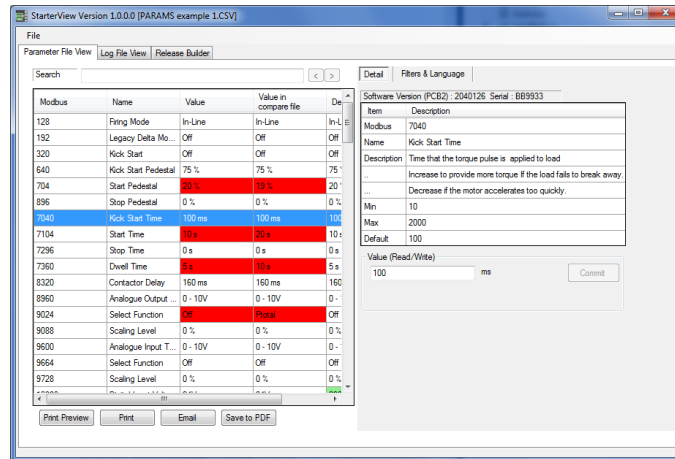 StarterView Version 1.0.0.0 [PARAMS example 1.CSV]
File
Parameter File View Log File View Release Builder
Search < >
Modbus Name Value Value in compare file De
128 Firing Mode In-Line In-Line In-L
192 Legacy Delta Mo... Off Off Off
320 Kick Start Off Off Off
640 Kick Start Pedestal 75 % 75 % 75
704 Start Pedestal 20 % 19 % 20
896 Stop Pedestal 0 % 0 % 0 %
7040 Kick Start Time 100 ms 100 ms 100
7104 Start Time 10 s 20 s 10 s
7296 Stop Time 0 s 0 s 0 s
7360 Dwell Time 5 s 10 s 5 s
8320 Contactor Delay 160 ms 160 ms 160
8960 Analogue Output ... 0 - 10V 0 - 10V 0 -
9024 Select Function Off Ptotal Off
9088 Scaling Level 0 % 0 % 0 %
9600 Analogue Input T... 0 - 10V 0 - 10V 0 -
9664 Select Function Off Off Off
9728 Scaling Level 0 % 0 % 0 %
Print Preview Print Email Save to PDF
Detail Filters & Language
Software Version (PCB2) : 2040126 Serial : BB9933
Item Description
Modbus 7040
Name Kick Start Time
Description Time that the torque pulse is applied to load
.. Increase to provide more torque If the load fails to break away.
... Decrease if the motor accelerates too quickly.
Min 10
Max 2000
Default 100
Value (Read/Write)
100 ms Commit